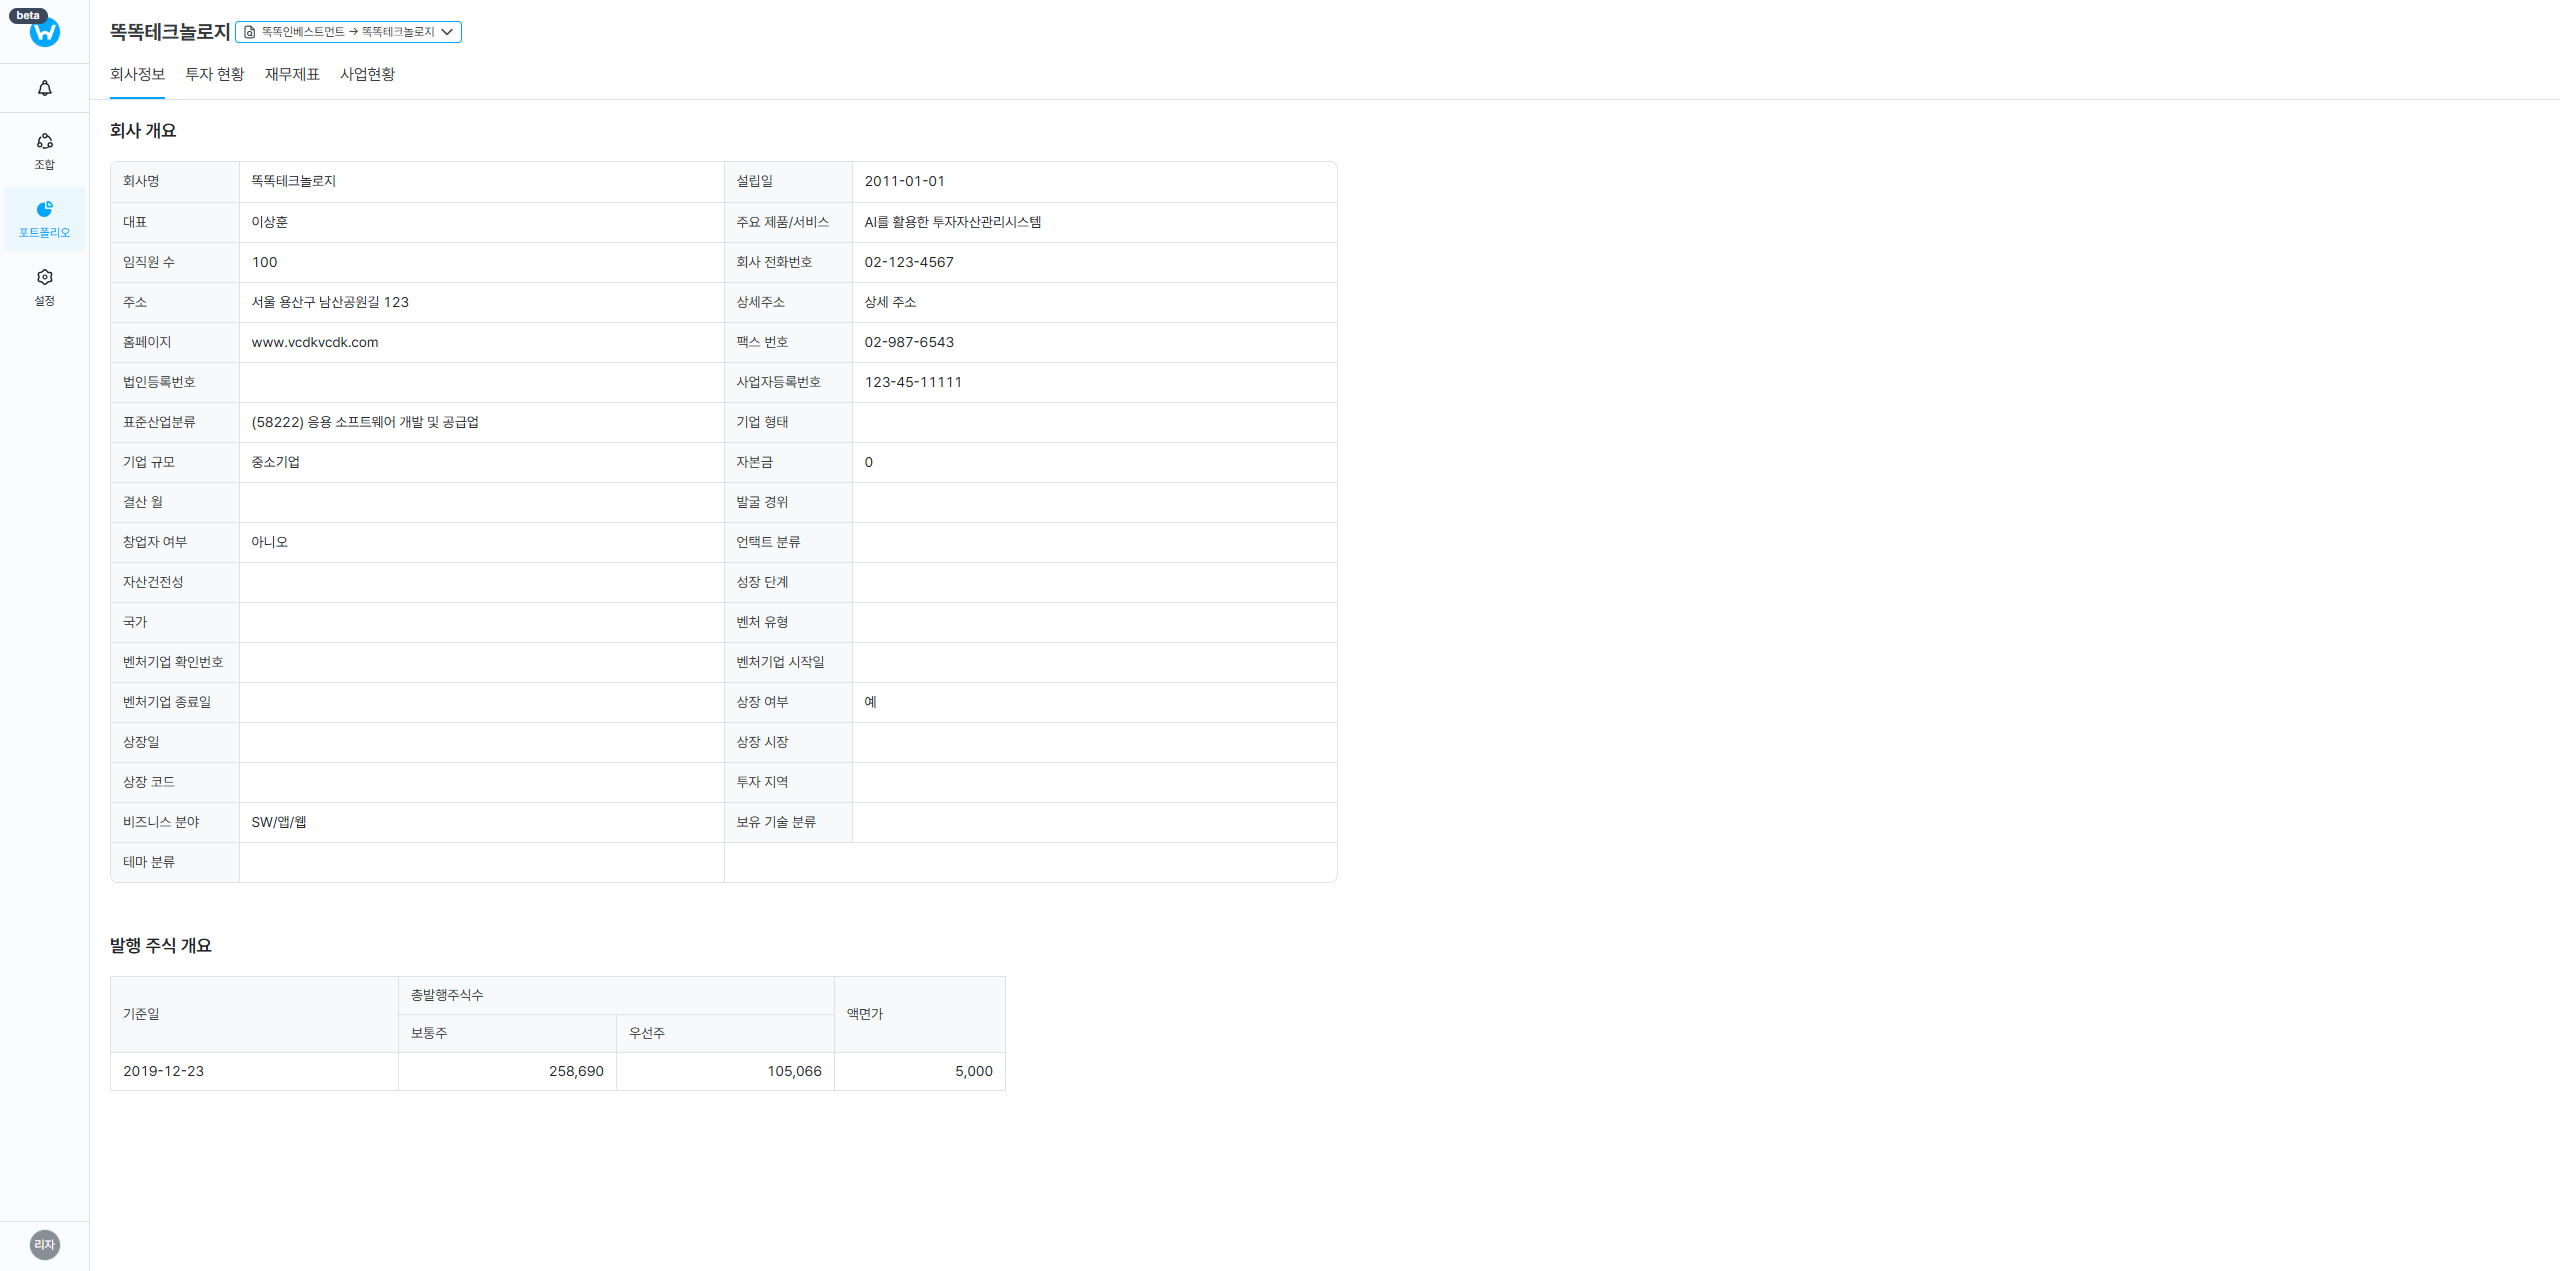 beta
똑똑테크놀로지 똑똑인베스트먼트 → 똑똑테크놀로지
회사정보 투자 현황 재무제표 사업현황
조합
포트폴리오
설정
리자
회사 개요
회사명 똑똑테크놀로지 설립일 2011-01-01
대표 이상훈 주요 제품/서비스 AI를 활용한 투자자산관리시스템
임직원 수 100 회사 전화번호 02-123-4567
주소 서울 용산구 남산공원길 123 상세주소 상세 주소
홈페이지 www.vcdkvcdk.com 팩스 번호 02-987-6543
법인등록번호 사업자등록번호 123-45-11111
표준산업분류 (58222) 응용 소프트웨어 개발 및 공급업 기업 형태
기업 규모 중소기업 자본금 0
결산 월 발굴 경위
창업자 여부 아니오 언택트 분류
자산건전성 성장 단계
국가 벤처 유형
벤처기업 확인번호 벤처기업 시작일
벤처기업 종료일 상장 여부 예
상장일 상장 시장
상장 코드 투자 지역
비즈니스 분야 SW/앱/웹 보유 기술 분류
테마 분류
발행 주식 개요
기준일 총발행주식수 액면가
보통주 우선주
2019-12-23 258,690 105,066 5,000